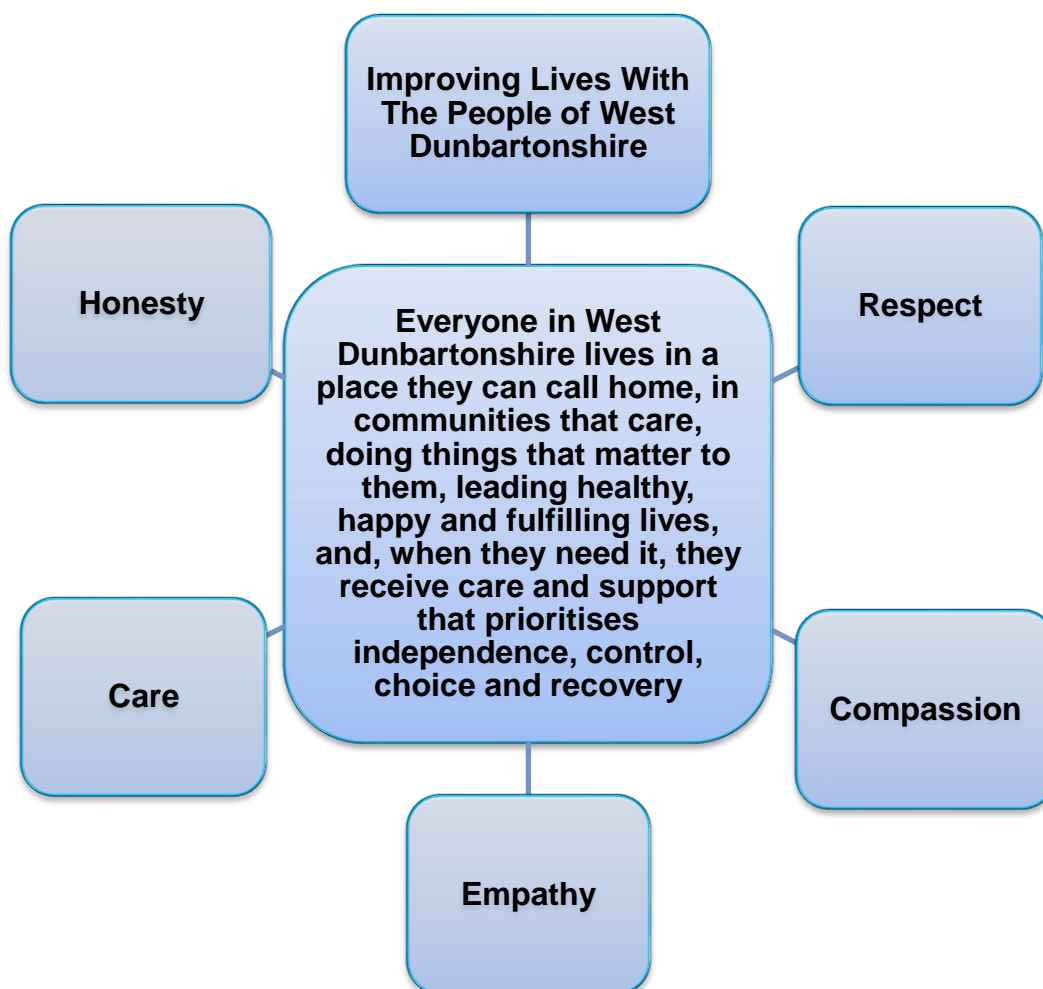 Improving Lives With
The People of West
Dunbartonshire
Honesty
Respect
Everyone in West
Dunbartonshire lives in a
place they can call home, in
communities that care,
doing things that matter to
them, leading healthy,
happy and fulfilling lives,
and, when they need it, they
receive care and support
that prioritises
independence, control,
choice and recovery
Care
Compassion
Empathy